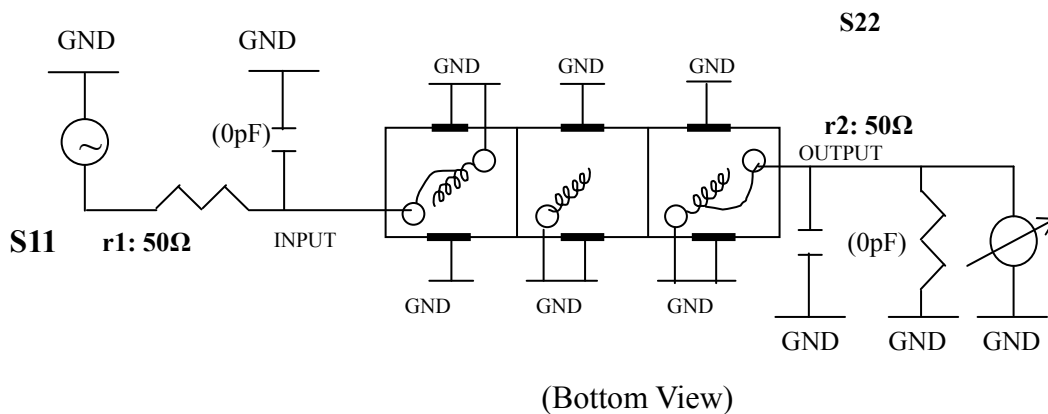 S22
GND
GND
GND
GND
GND
(0pF)
r2: 50Ω
OUTPUT
S11
r1: 50Ω
INPUT
(0pF)
GND
GND
GND
GND
GND
GND
(Bottom View)